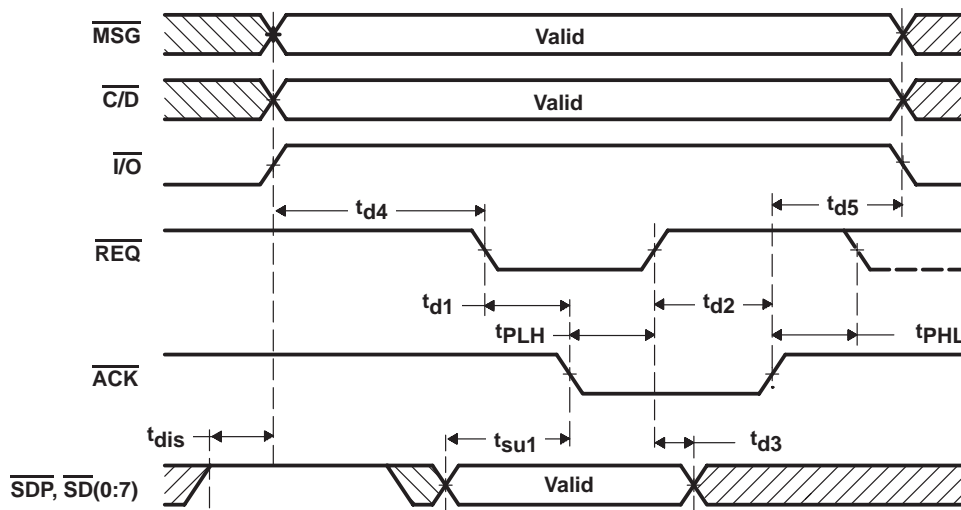 MSG
Valid
C/D
Valid
I/O
td4
td5
REQ
td1
td2
tPLH
tPHL
ACK
tdis
tsu1
td3
SDP, SD(0:7)
Valid